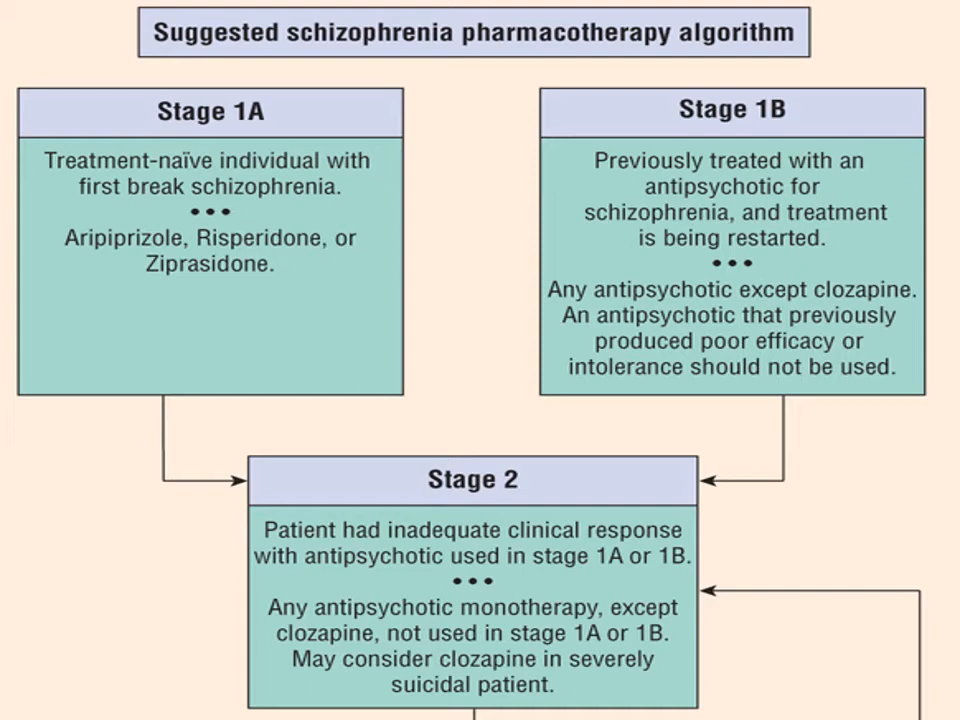 Suggested schizophrenia pharmacotherapy algorithm
Stage 1A
Treatment-naïve individual with
first break schizophrenia.
•••
Aripiprizole, Risperidone, or
Ziprasidone.
Stage 1B
Previously treated with an
antipsychotic for
schizophrenia, and treatment
is being restarted.
•••
Any antipsychotic except clozapine.
An antipsychotic that previously
produced poor efficacy or
intolerance should not be used.
Stage 2
Patient had inadequate clinical response
with antipsychotic used in stage 1A or 1B.
•••
Any antipsychotic monotherapy, except
clozapine, not used in stage 1A or 1B.
May consider clozapine in severely
suicidal patient.